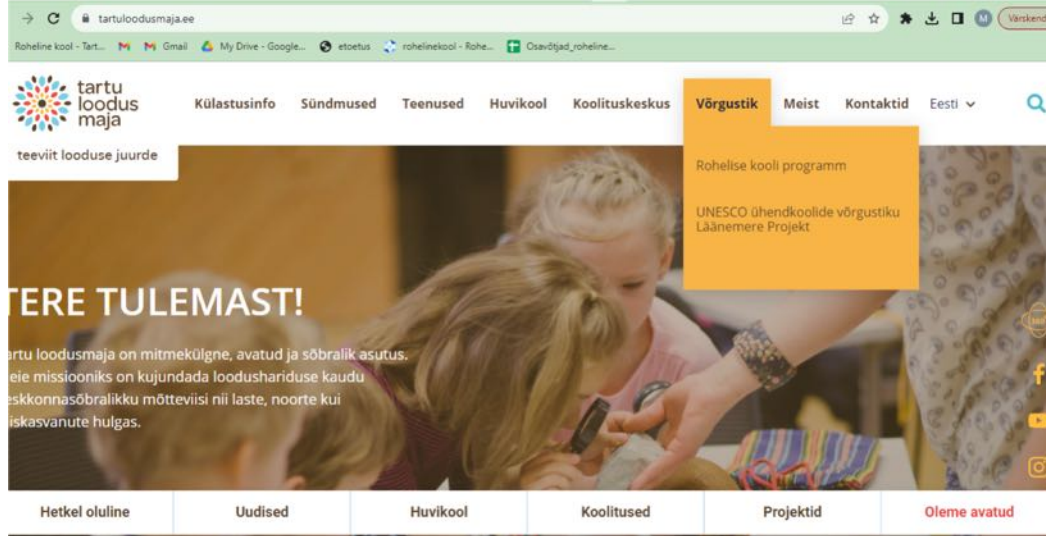 tartuloodusmaja.ee
Värskend
Roheline kool - Tart...
Gmail
My Drive - Google...
etoetus
rohelinekool - Rohe...
Osavõtjad_roheline...
tartu
loodus
maja
teeviit looduse juurde
Külastusinfo
Sündmused
Teenused
Huvikool
Koolituskeskus
Võrgustik
Meist
Kontaktid
Eesti
Rohelise kooli programm
UNESCO ühendkoolide võrgustiku
Läänemere Projekt
TERE TULEMAST!
artu loodusmaja on mitmekülgne, avatud ja sõbralik asutus.
eie missiooniks on kujundada loodushariduse kaudu
eskkonnasõbralikku mõtteviisi nii laste, noorte kui
iskasvanute hulgas.
Hetkel oluline
Uudised
Huvikool
Koolitused
Projektid
Oleme avatud